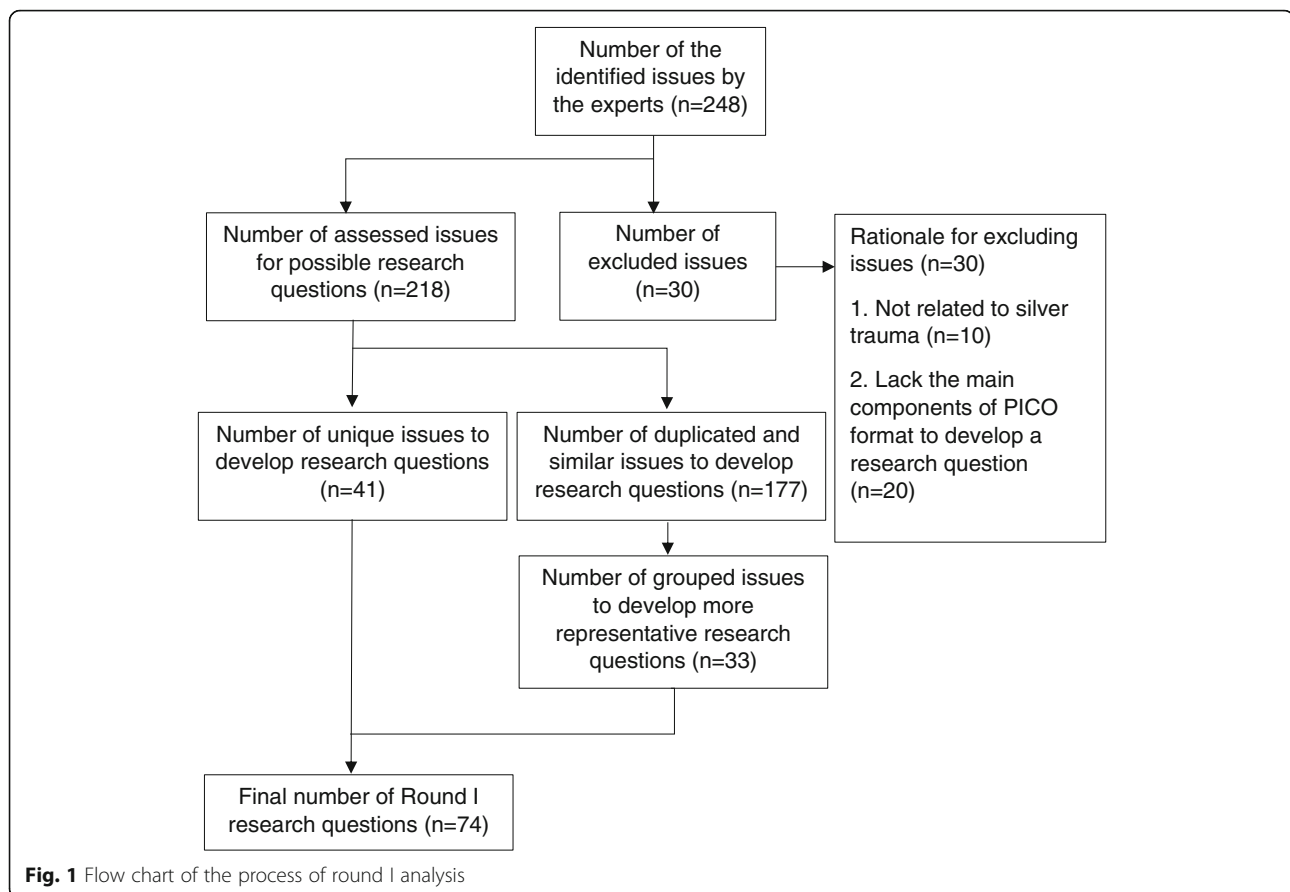 Number of the
identified issues by
the experts (n=248)
Number of assessed issues
for possible research
questions (n=218)
Number of
excluded issues
(n=30)
Rationale for excluding
issues (n=30)
1. Not related to silver
trauma (n=10)
2. Lack the main
components of PICO
format to develop a
research question
(n=20)
Number of unique issues to
develop research questions
(n=41)
Number of duplicated and
similar issues to develop
research questions (n=177)
Number of grouped issues
to develop more
representative research
questions (n=33)
Final number of Round I
research questions (n=74)
Fig. 1 Flow chart of the process of round I analysis